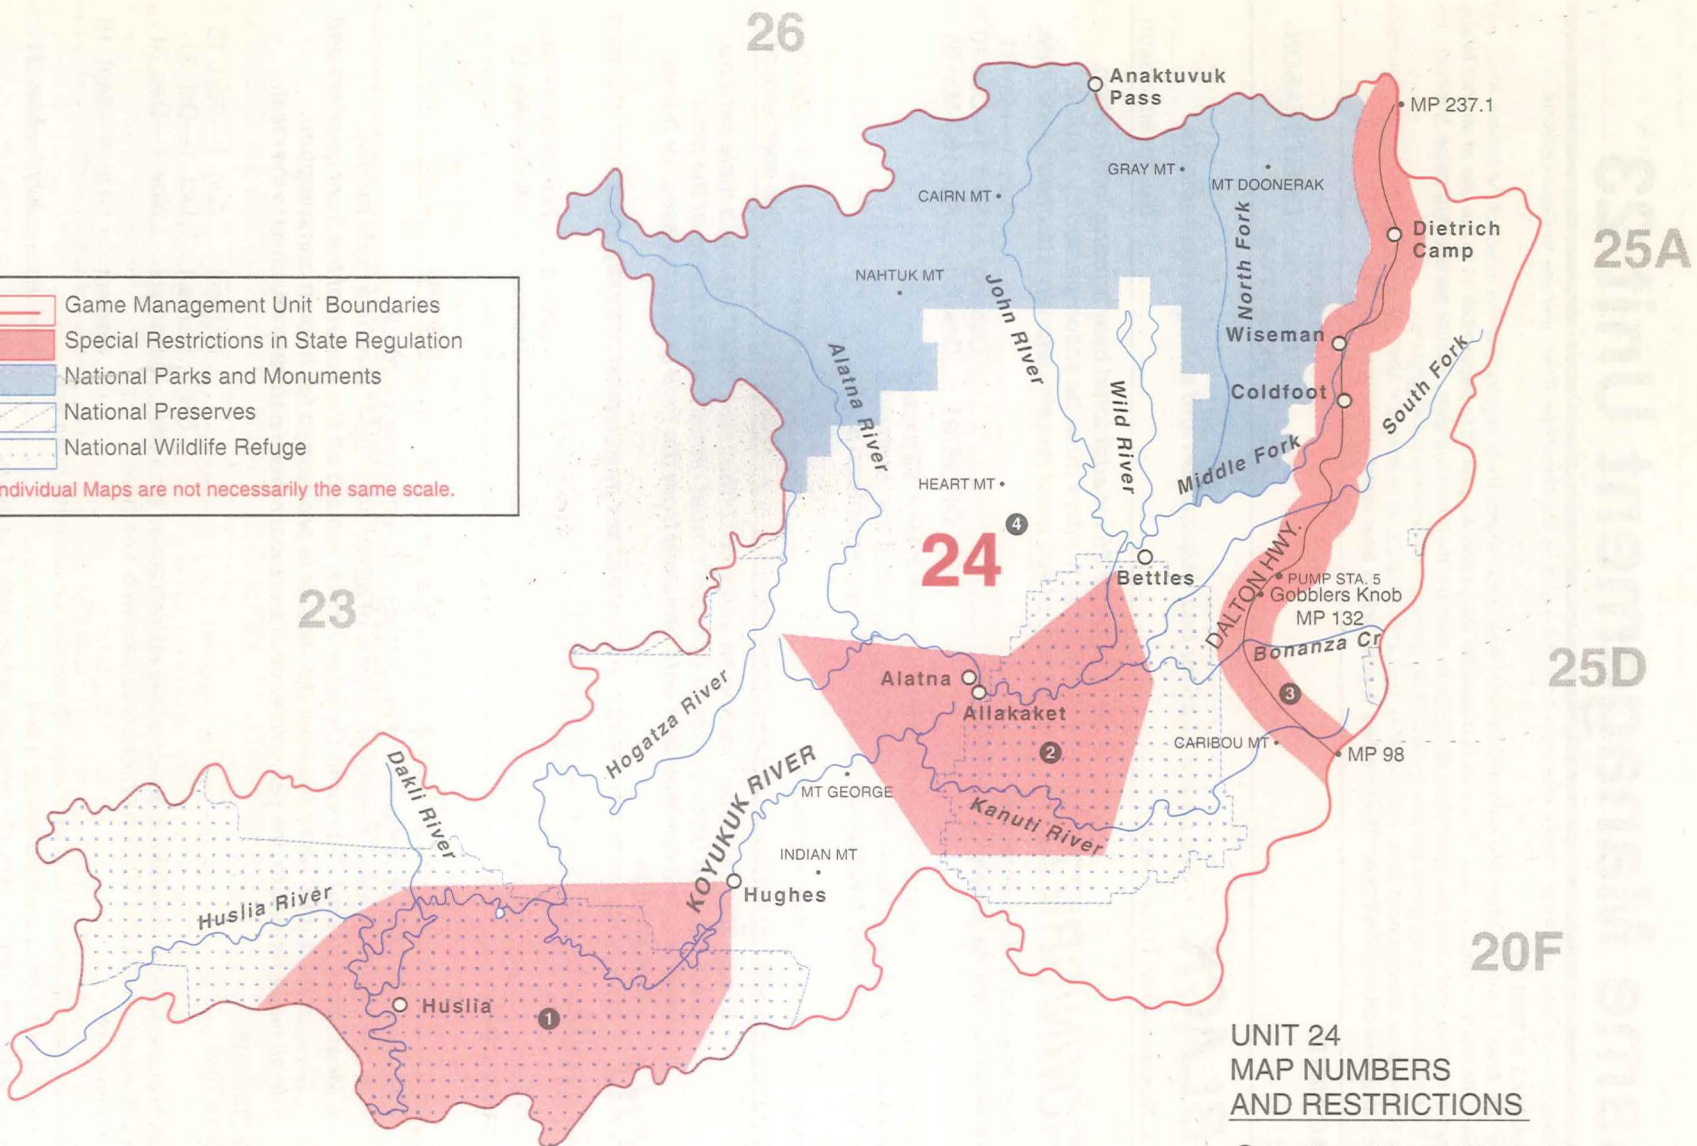 26
Anaktuvuk
Pass
MP 237.1
GRAY MT
MT DOONERAK
CAIRN MT
25A
Dietrich
Camp
NAHTUK MT
John River
North Fork
Game Management Unit Boundaries
Special Restrictions in State Regulation
National Parks and Monuments
National Preserves
National Wildlife Refuge
ndividual Maps are not necessarily the same scale.
Wiseman
Coldfoot
South Fork
Alatna River
Wild River
Middle Fork
HEART MT
4
24
DALTON HWY.
Bettles
PUMP STA. 5
Gobblers Knob
MP 132
Bonanza Cr
23
25D
Alatna
Allakaket
3
2
Hogatza River
CARIBOU MT
MP 98
Dakli River
KOYUKUK RIVER
MT GEORGE
Kanuti River
INDIAN MT
Hughes
Huslia River
20F
Huslia
1
UNIT 24
MAP NUMBERS
AND RESTRICTIONS